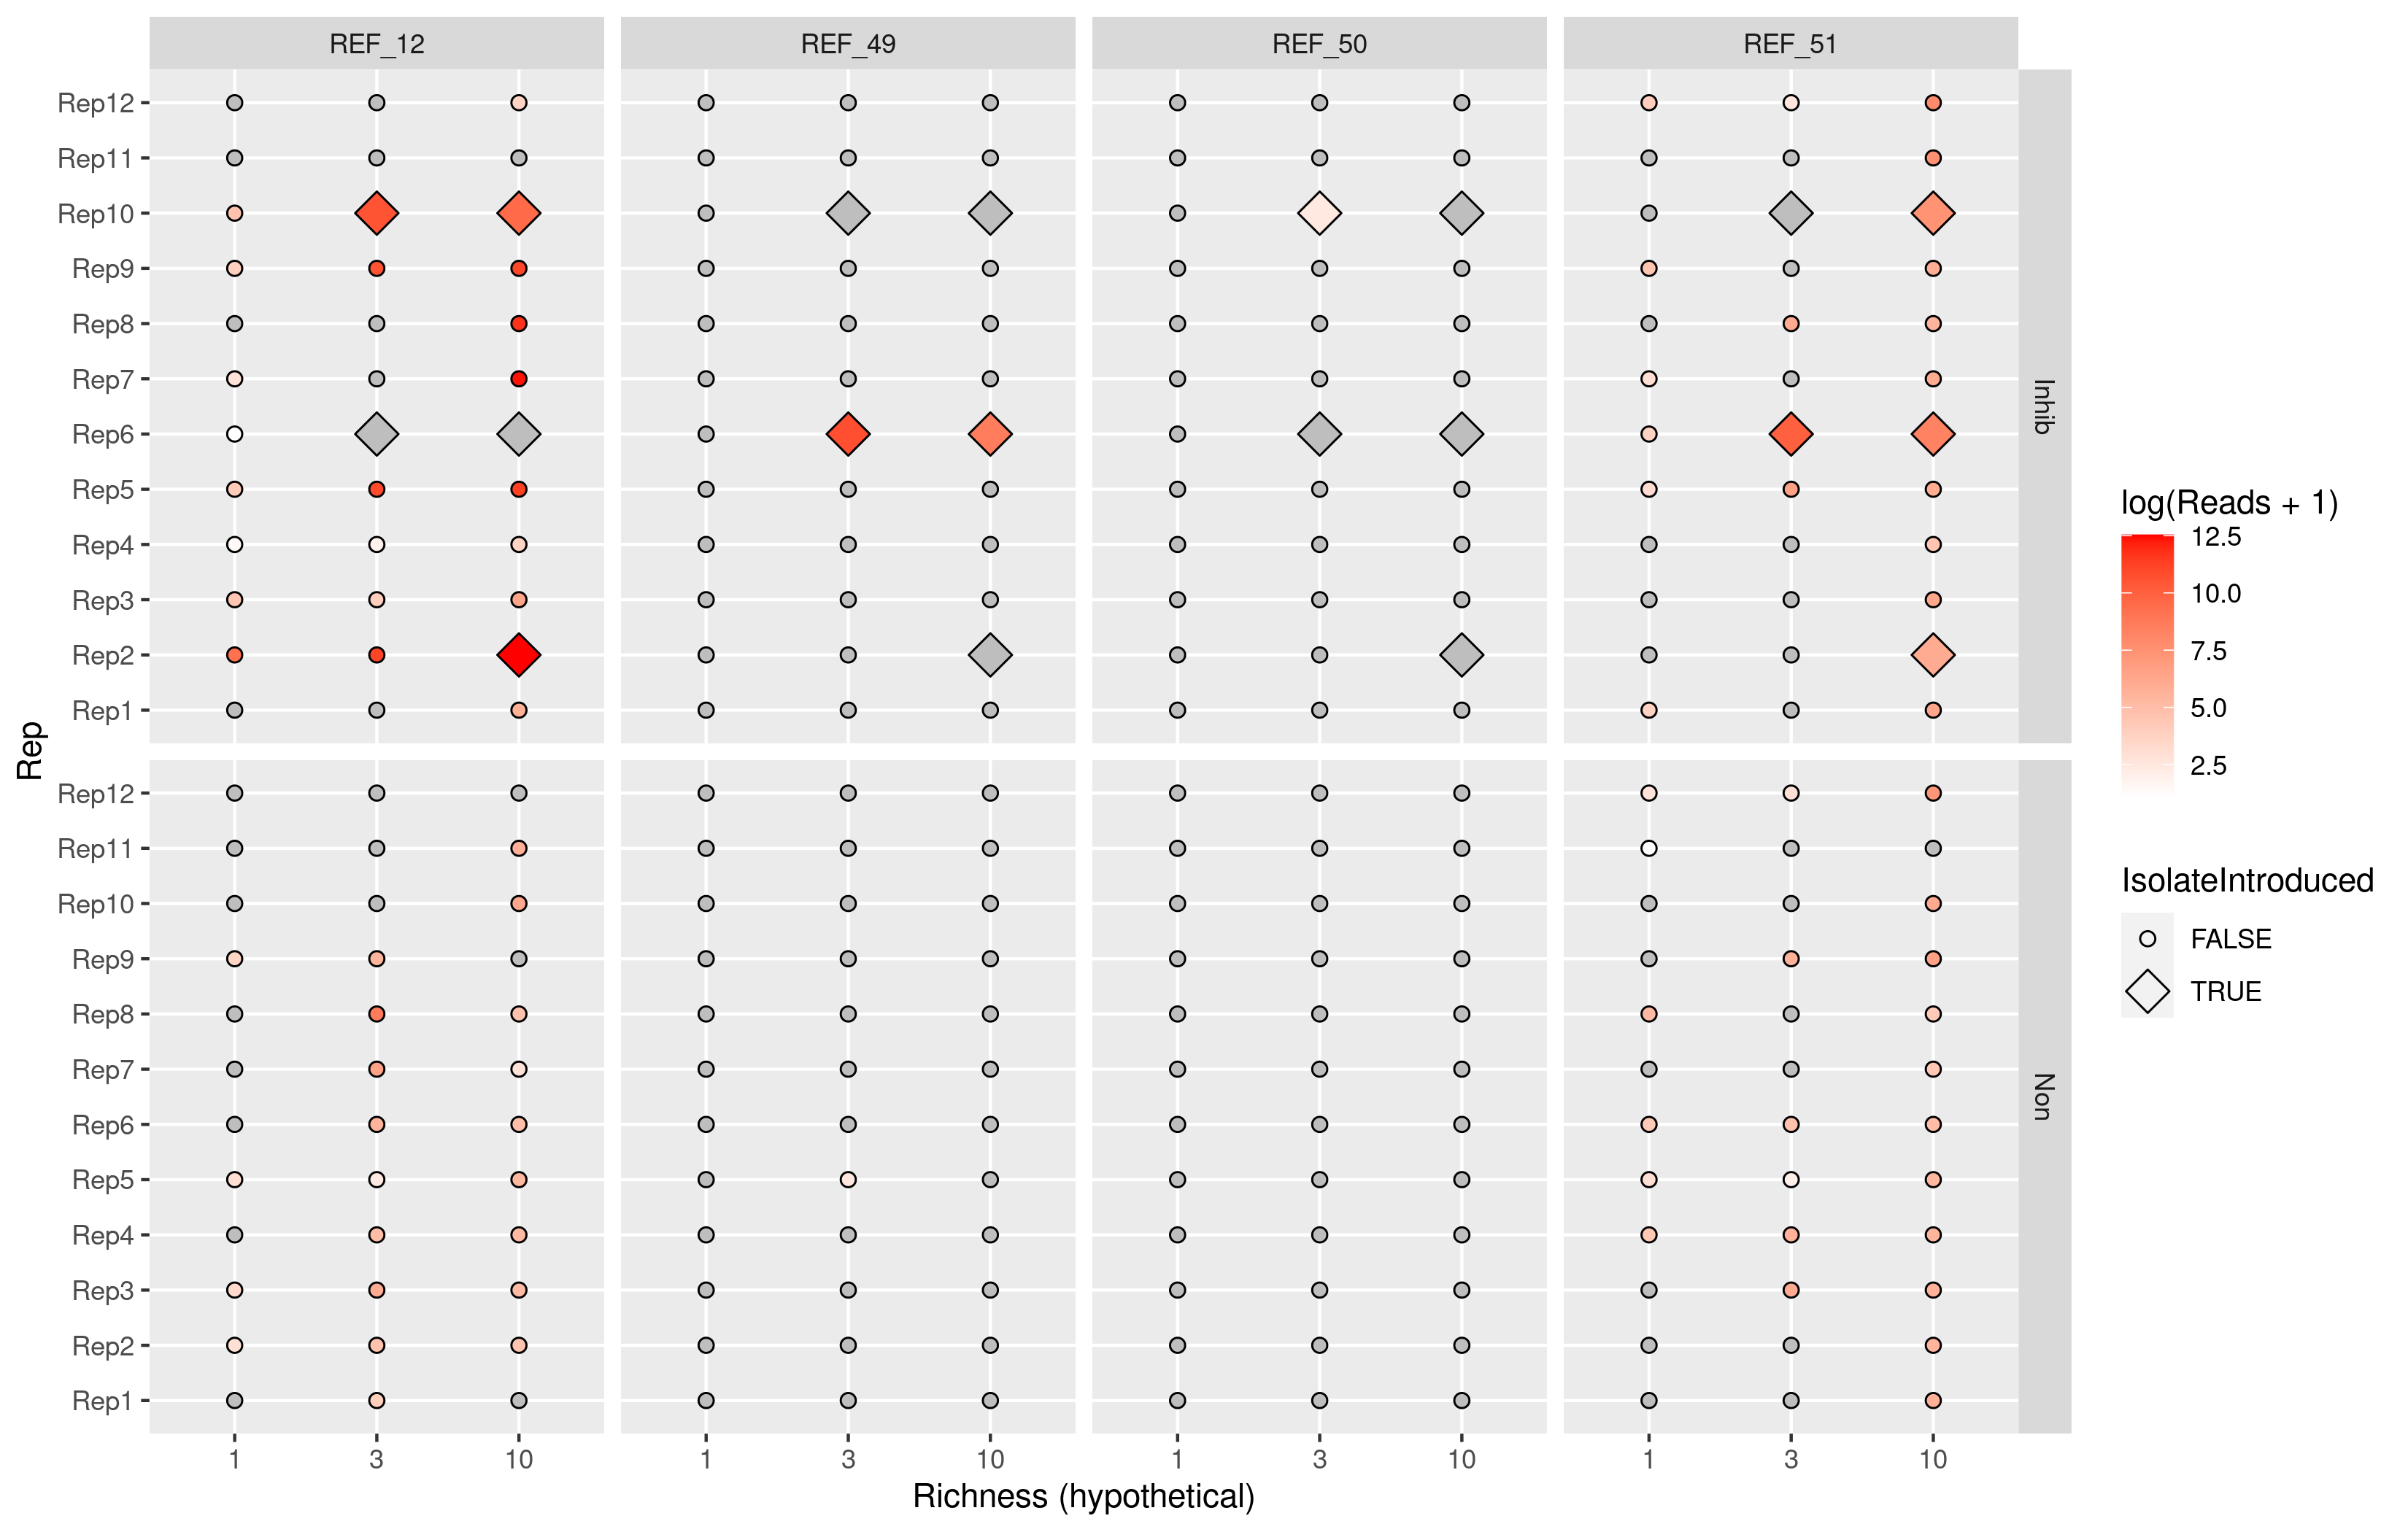 REF_12 REF_49 REF_50 REF_51
Rep12
Rep11
Rep10
Rep9
Rep8
Rep7
Rep6
Rep5
Rep4
Rep3
Rep2
Rep1
Inhib
Rep
Rep12
Rep11
Rep10
Rep9
Rep8
Rep7
Rep6
Rep5
Rep4
Rep3
Rep2
Rep1
Non
1 3 10 1 3 10 1 3 10 1 3 10
Richness (hypothetical)
log(Reads + 1)
12.5
10.0
7.5
5.0
2.5
IsolateIntroduced
FALSE
TRUE